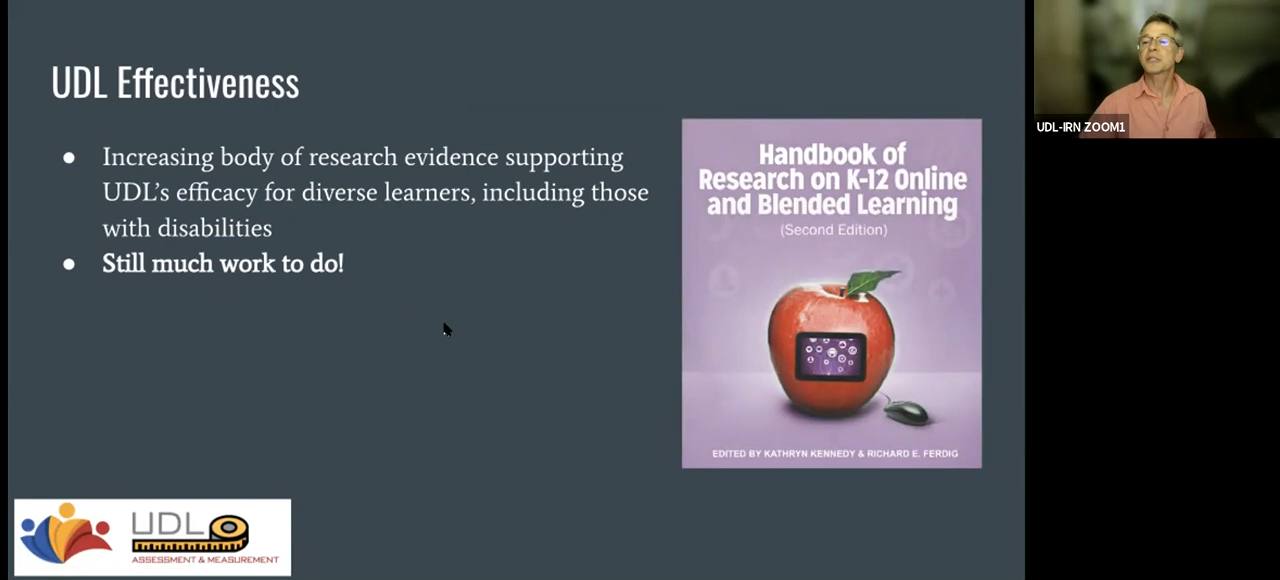 UDL Effectiveness
● Increasing body of research evidence supporting
UDL’s efficacy for diverse learners, including those
with disabilities
● Still much work to do!
Handbook of
Research on K-12 Online
and Blended Learning
(Second Edition)
EDITED BY KATHRYN KENNEDY & RICHARD E. FERDIG
UDL
ASSESSMENT & MEASUREMENT
UDL-IRN ZOOM1